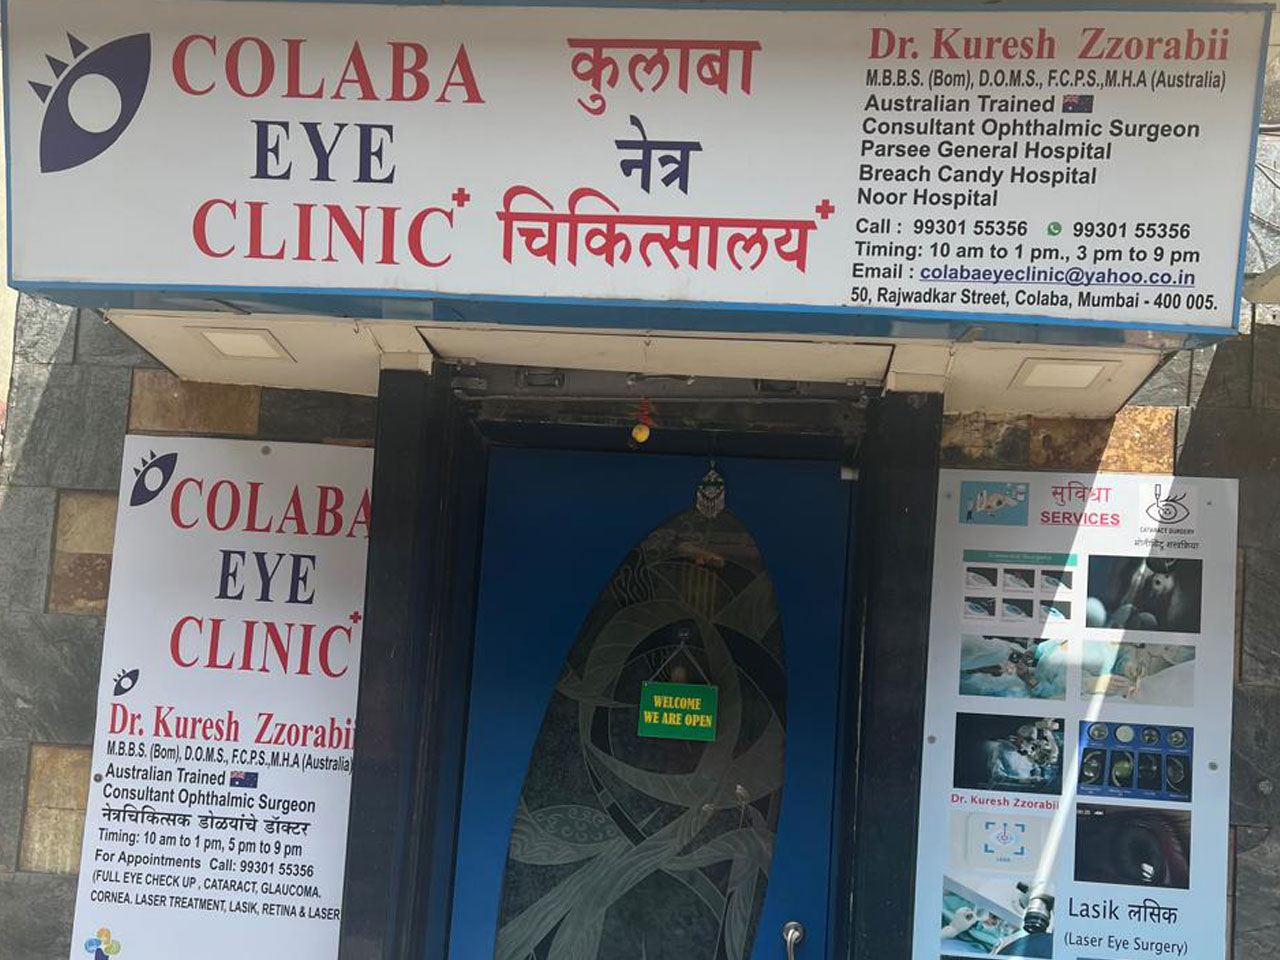 COLABA
EYE
CLINIC
कुलाबा
नेत्र
चिकित्सालय
Dr. Kuresh Zzorabii
M.B.B.S. (Bom), D.O.M.S., F.C.P.S.,M.H.A (Australia)
Australian Trained
Consultant Ophthalmic Surgeon
Parsee General Hospital
Breach Candy Hospital
Noor Hospital
Call : 99301 55356 99301 55356
Timing: 10 am to 1 pm., 3 pm to 9 pm
Email : colabaeyeclinic@yahoo.co.in
50, Rajwadkar Street, Colaba, Mumbai - 400 005.
COLABA
EYE
CLINIC
Dr. Kuresh Zzorabii
M.B.B.S. (Bom), D.O.M.S., F.C.P.S.,M.H.A (Australia)
Australian Trained
Consultant Ophthalmic Surgeon
नेत्रचिकित्सक डोळयांचे डॉक्टर
Timing: 10 am to 1 pm, 5 pm to 9 pm
For Appointments Call: 99301 55356
(FULL EYE CHECK UP , CATARACT, GLAUCOMA.
CORNEA. LASER TREATMENT, LASIK, RETINA & LASER
WELCOME
WE ARE OPEN
सुविधा
SERVICES
CATARACT SURGERY
मोतीबिंदू शस्त्रक्रिया
Dr. Kuresh Zzorabii
Lasik लसिक
(Laser Eye Surgery)